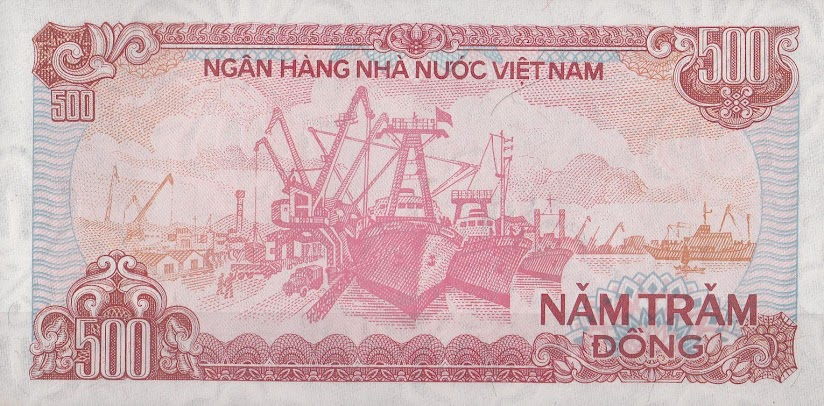 NGÂN HÀNG NHÀ NƯỚC VIỆT NAM
500
500
500
NĂM TRĂM
ĐỒNG